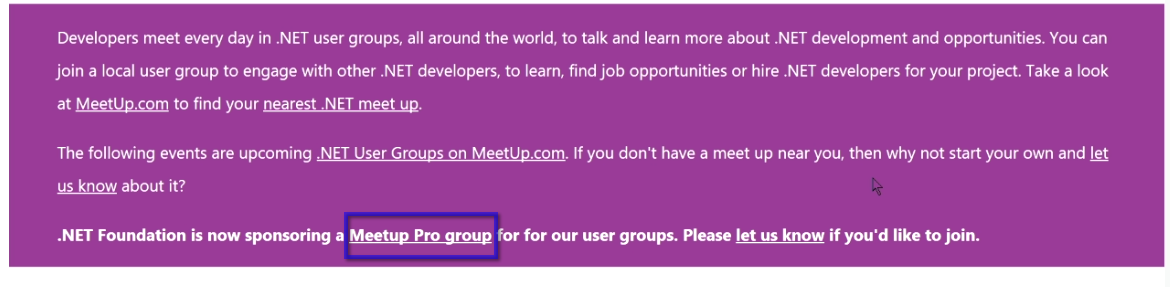 Developers meet every day in .NET user groups, all around the world, to talk and learn more about .NET development and opportunities. You can
join a local user group to engage with other .NET developers, to learn, find job opportunities or hire .NET developers for your project. Take a look
at MeetUp.com to find your nearest .NET meet up.
The following events are upcoming .NET User Groups on MeetUp.com. If you don't have a meet up near you, then why not start your own and let
us know about it?
.NET Foundation is now sponsoring a Meetup Pro group for for our user groups. Please let us know if you'd like to join.